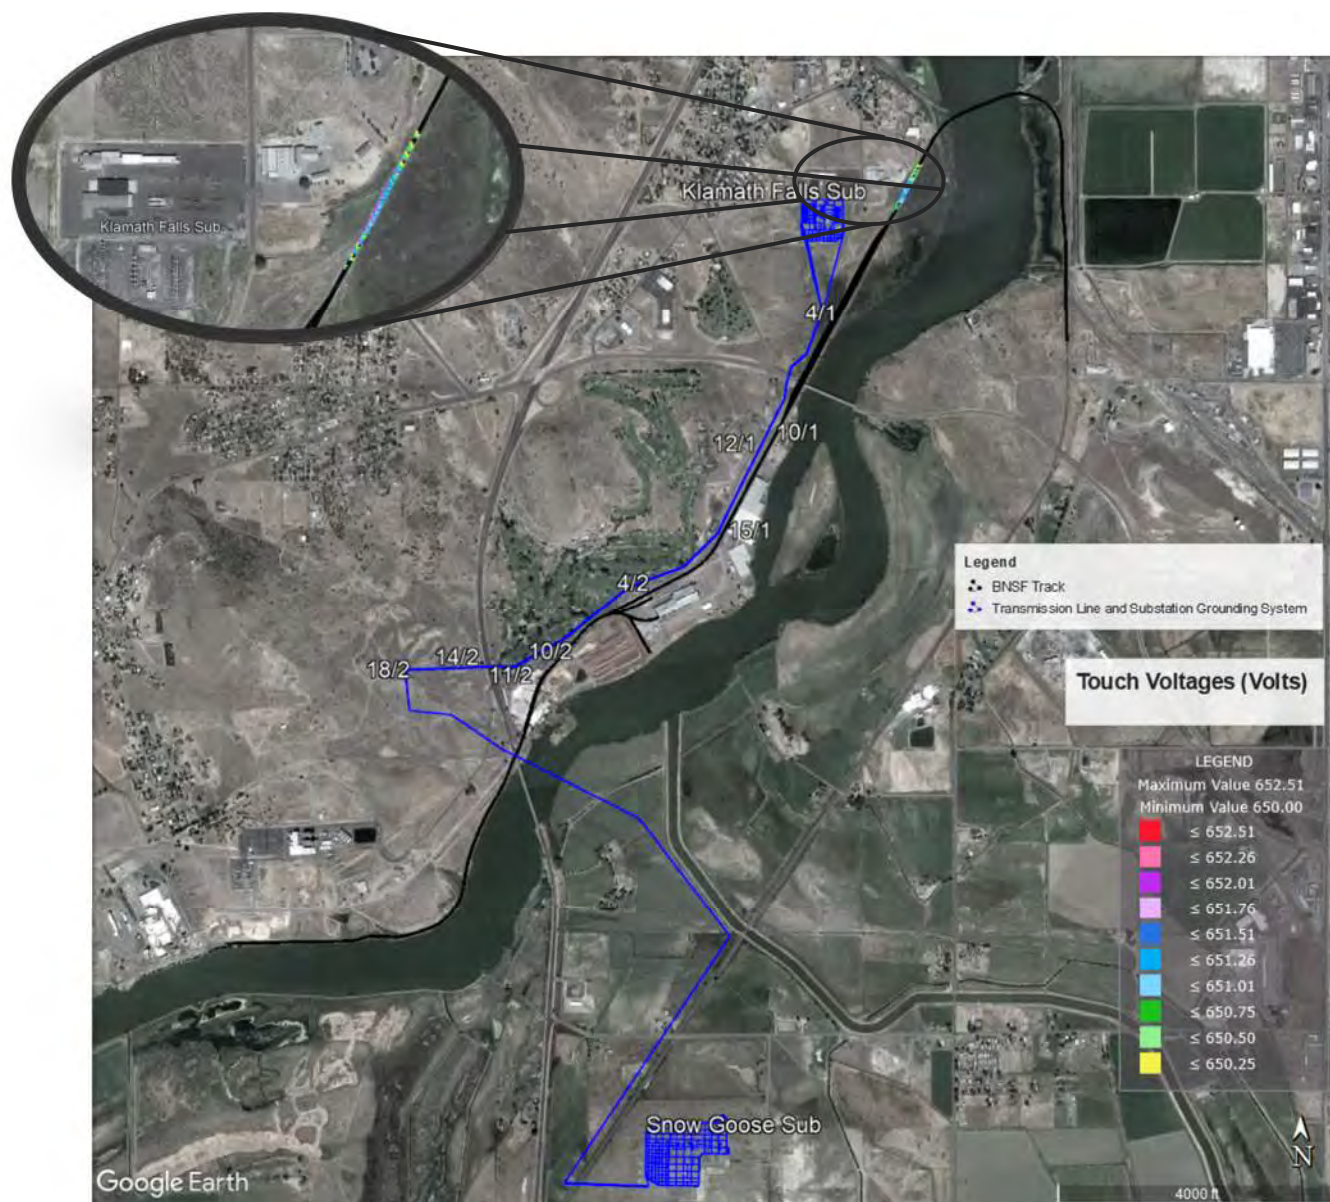 Klamath Falls Sub
Klamath Falls Sub
4/1
10/1
12/1
15/1
4/2
10/2
14/2
18/2
11/2
Legend
BNSF Track
Transmission Line and Substation Grounding System
Touch Voltages (Volts)
LEGEND
Maximum Value 652.51
Minimum Value 650.00
≤ 652.51
≤ 652.26
≤ 652.01
≤ 651.76
≤ 651.51
≤ 651.26
≤ 651.01
≤ 650.75
≤ 650.50
≤ 650.25
Snow Goose Sub
Google Earth
N
4000 ft